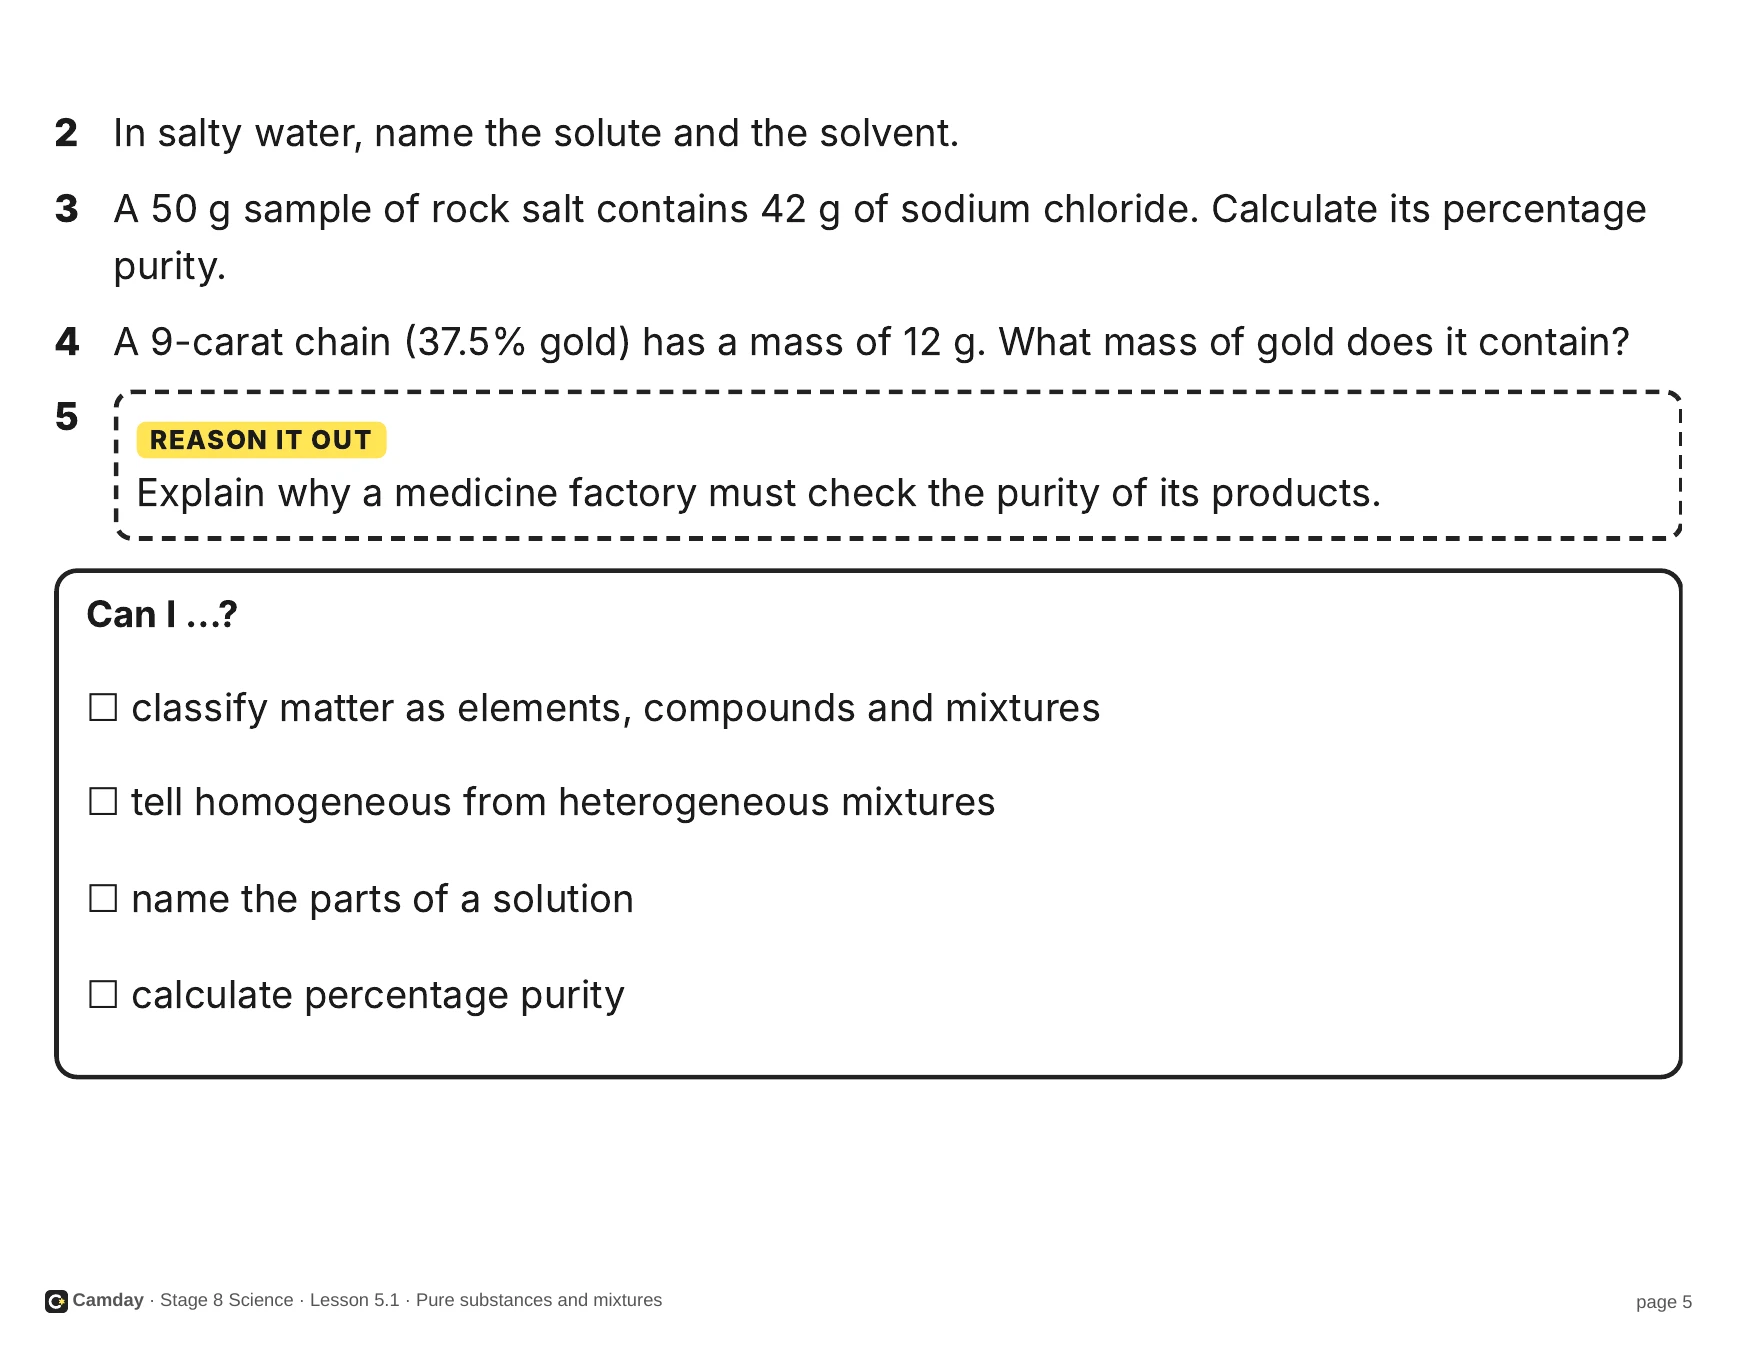 2 In salty water, name the solute and the solvent.
3 A 50 g sample of rock salt contains 42 g of sodium chloride. Calculate its percentage
purity.
4 A 9-carat chain (37.5% gold) has a mass of 12 g. What mass of gold does it contain?
5
REASON IT OUT
Explain why a medicine factory must check the purity of its products.
Can I ...?
☐ classify matter as elements, compounds and mixtures
☐ tell homogeneous from heterogeneous mixtures
☐ name the parts of a solution
☐ calculate percentage purity
Camday · Stage 8 Science · Lesson 5.1 · Pure substances and mixtures
page 5